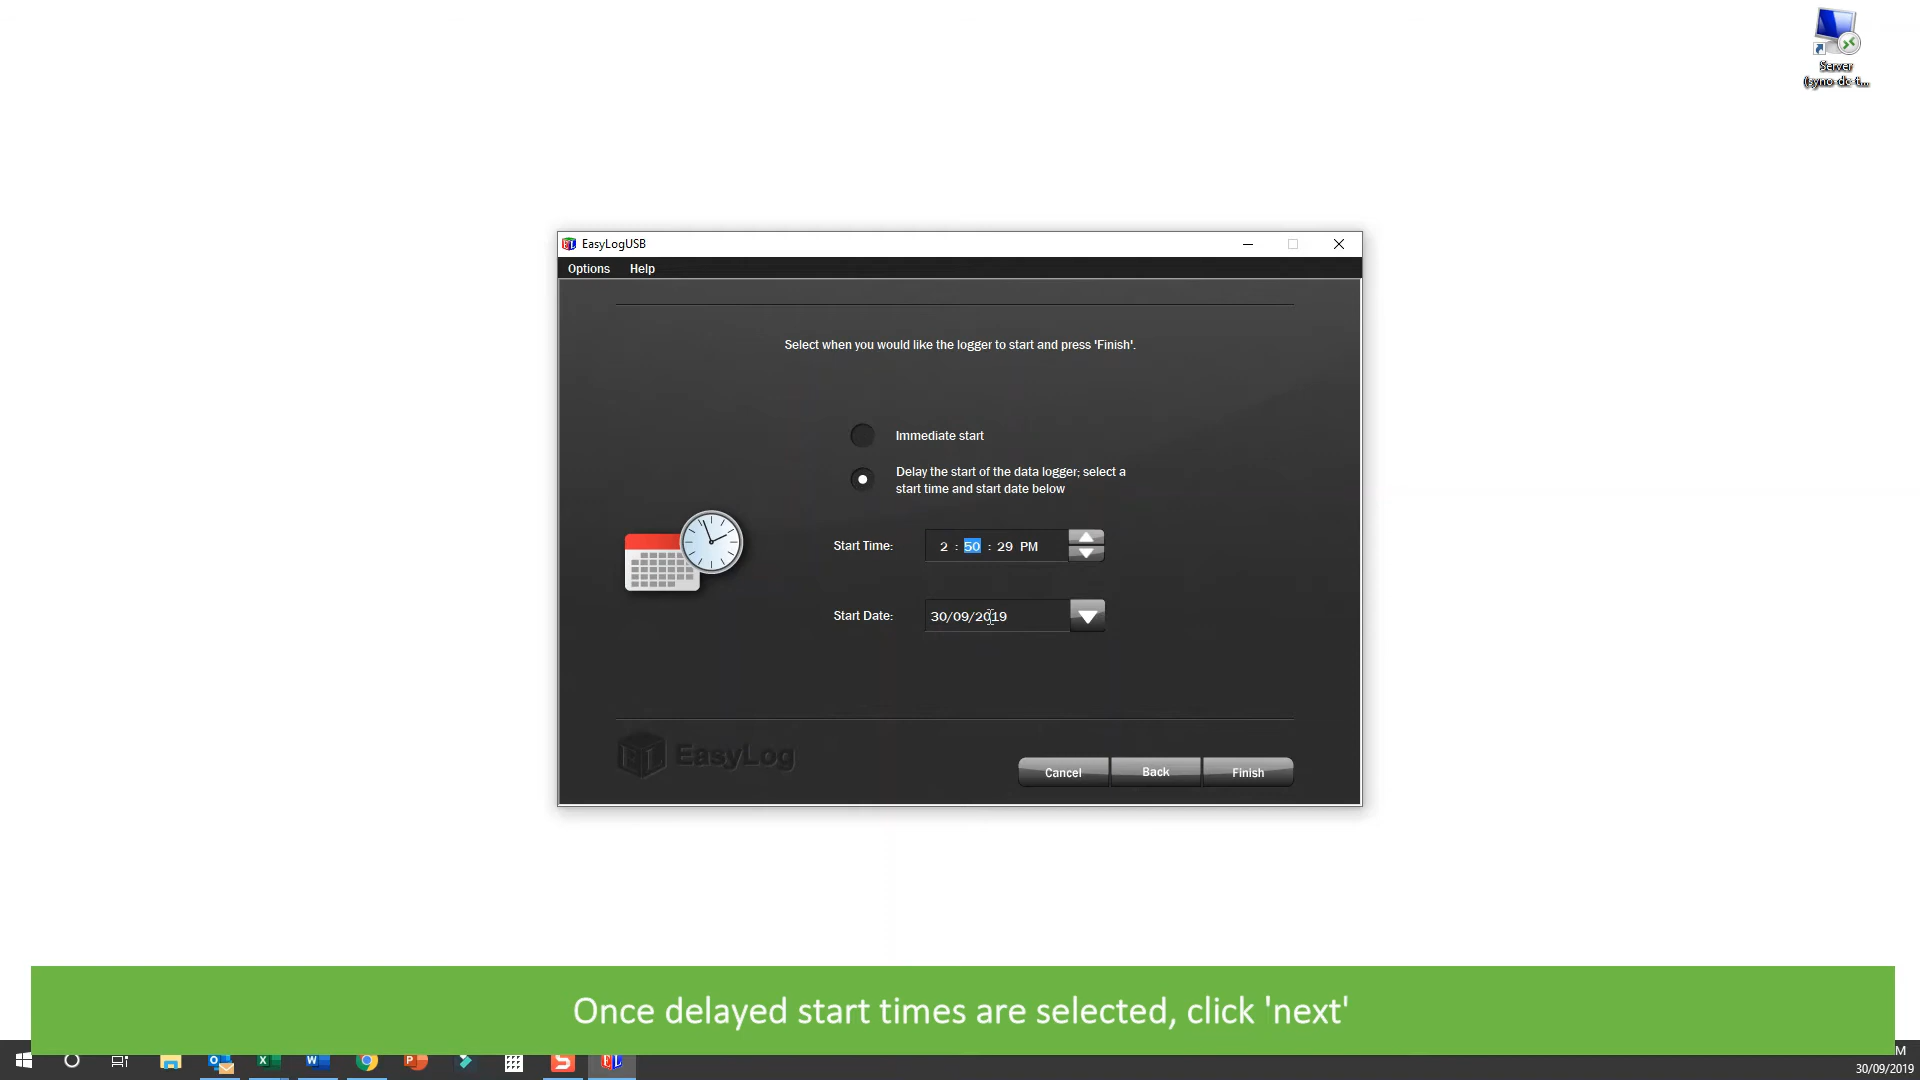 Server
(syno-dc-t...
EasyLogUSB
Options Help
Select when you would like the logger to start and press 'Finish'.
Immediate start
Delay the start of the data logger; select a
start time and start date below
Start Time: 2 : 50 : 29 PM
Start Date: 30/09/2019
EasyLog
Cancel Back Finish
Once delayed start times are selected, click 'next'
M
30/09/2019